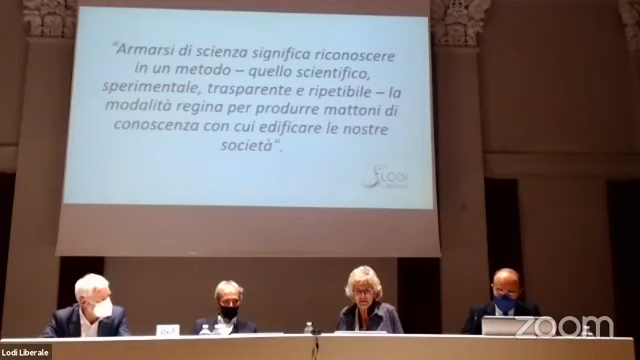 "Armarsi di scienza significa riconoscere
in un metodo – quello scientifico,
sperimentale, trasparente e ripetibile – la
modalità regina per produrre mattoni di
conoscenza con cui edificare le nostre
società".
LODI
LIBERALE
Lodi Liberale
zoom